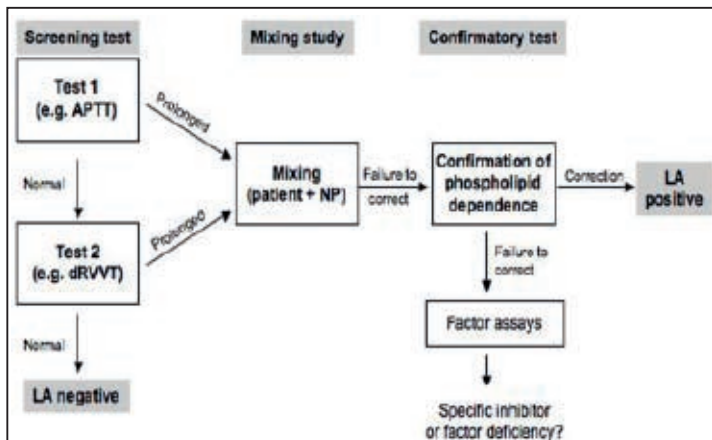 Screening test
Mixing study
Confirmatory test
Test 1
(e.g. APTT)
Prolonged
Normal
Mixing
(patient + NP)
Failure to
correct
Confirmation of
phospholipid
dependence
Correction
LA
positive
Test 2
(e.g. dRVVT)
Prolonged
Failure to
correct
Normal
Factor assays
LA negative
Specific inhibitor
or factor deficiency?